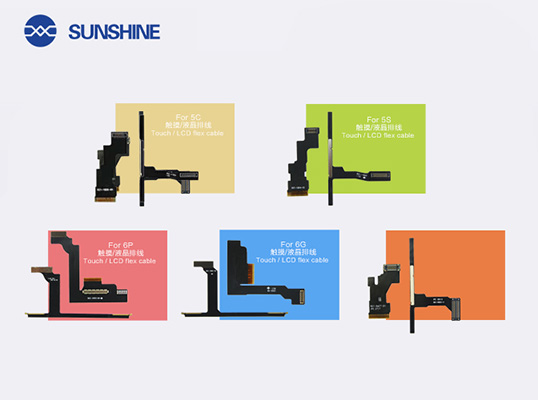 SUNSHINE
For 5C
触摸/液晶排线
Touch / LCD flex cable
For 5S
触摸/液晶排线
Touch / LCD flex cable
For 6P
触摸/液晶排线
Touch / LCD flex cable
For 6G
触摸/液晶排线
Touch / LCD flex cable